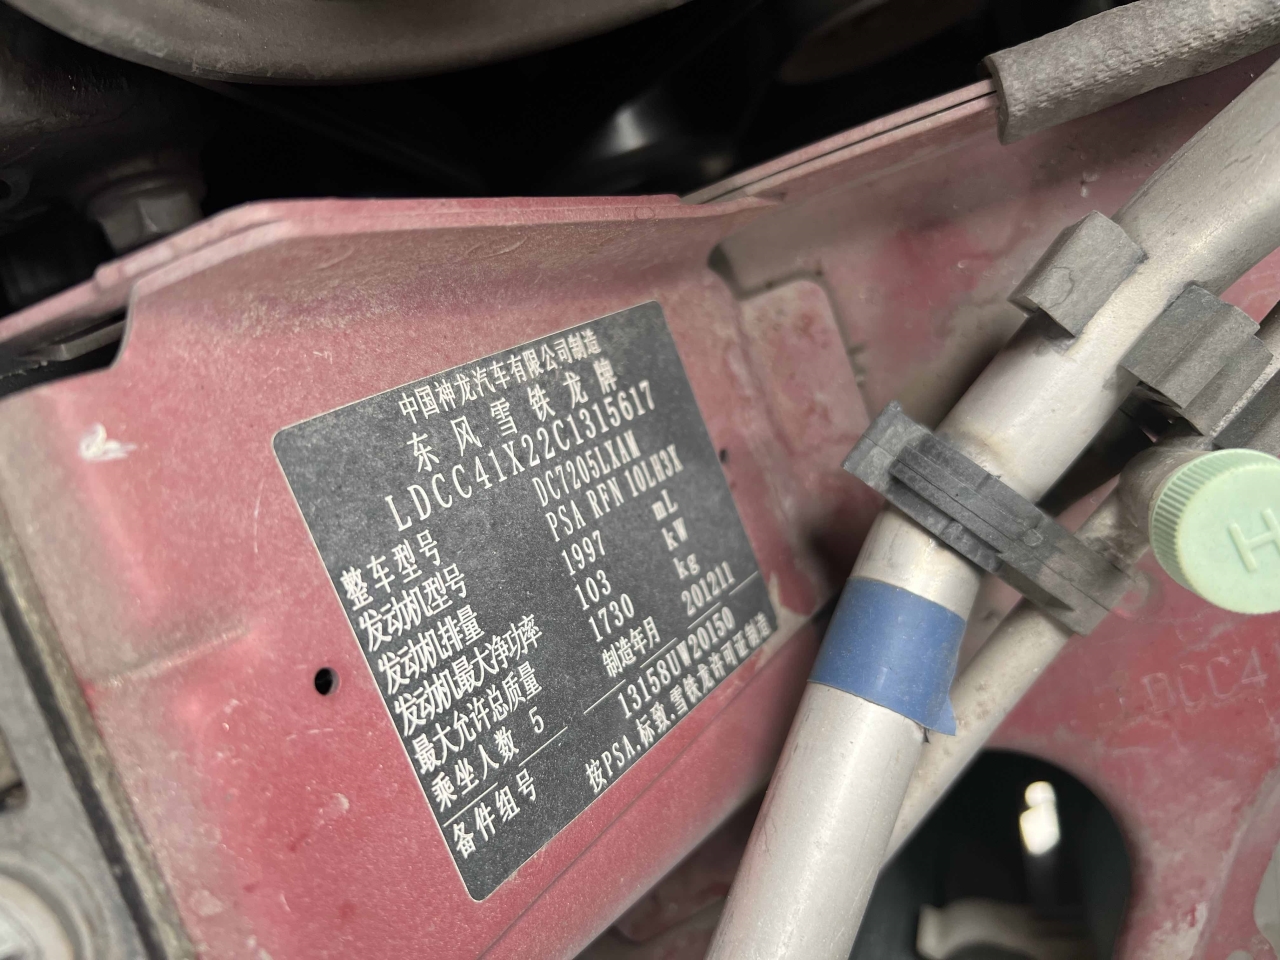 中国神龙汽车有限公司制造
东风雪铁龙牌
LDCC41X22C1315617
整车型号 DC7205LXAM
发动机型号 PSA RFN 10LH3X
发动机排量 1997 mL
发动机最大净功率 103 kW
最大允许总质量 1730 kg
乘坐人数 5 制造年月 201211
备件组号 13158UW20150
按PSA.标致.雪铁龙许可证制造
H
LDCC4